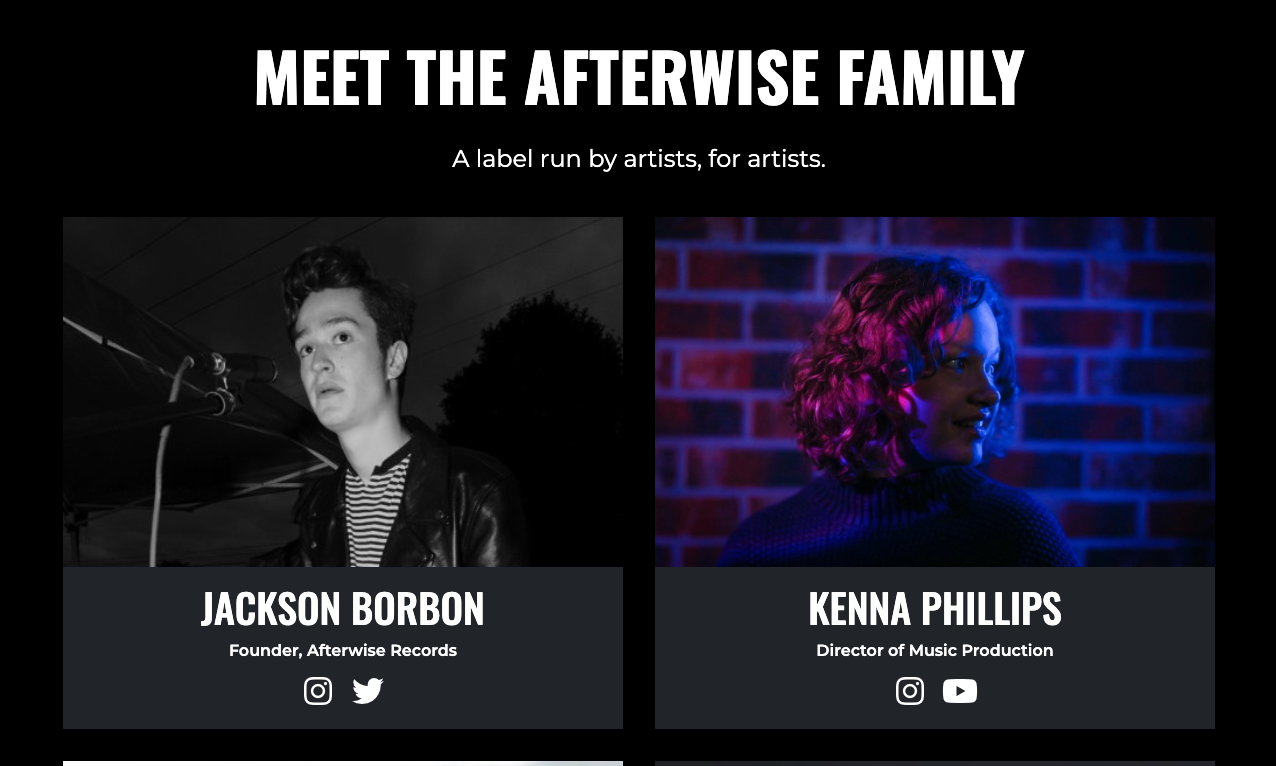 MEET THE AFTERWISE FAMILY
A label run by artists, for artists.
JACKSON BORBON
Founder, Afterwise Records
KENNA PHILLIPS
Director of Music Production